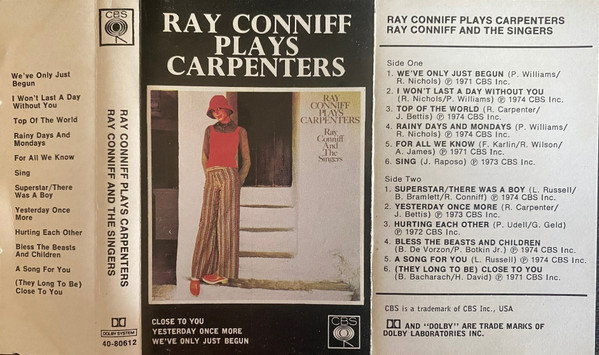 We've Only Just
Begun
I Won't Last A Day
Without You
Top Of The World
Rainy Days And
Mondays
For All We Know
Sing
Superstar/There
Was A Boy
Yesterday Once
More
Hurting Each Other
Bless The Beasts
And Children
A Song For You
(They Long To Be)
Close To You
CBS
RAY CONNIFF PLAYS CARPENTERS
RAY CONNIFF AND THE SINGERS
DOLBY SYSTEM
40-80612
RAY CONNIFF
PLAYS
CARPENTERS
RAY
CONNIFF
PLAYS
CARPENTERS
Ray
Conniff
And
The
Singers
CLOSE TO YOU
YESTERDAY ONCE MORE
WE'VE ONLY JUST BEGUN
CBS
RAY CONNIFF PLAYS CARPENTERS
RAY CONNIFF AND THE SINGERS
Side One
1. WE'VE ONLY JUST BEGUN (P. Williams/
R. Nichols) ℗ 1971 CBS Inc.
2. I WON'T LAST A DAY WITHOUT YOU
(R. Nichols/P. Williams) ℗ 1974 CBS Inc.
3. TOP OF THE WORLD (R. Carpenter/
J. Bettis) ℗ 1974 CBS Inc.
4. RAINY DAYS AND MONDAYS (P. Williams/
R. Nichols) ℗ 1974 CBS Inc.
5. FOR ALL WE KNOW (F. Karlin/R. Wilson/
A. James) ℗ 1971 CBS Inc.
6. SING (J. Raposo) ℗ 1973 CBS Inc.
Side Two
1. SUPERSTAR/THERE WAS A BOY (L. Russell/
B. Bramlett/R. Conniff) ℗ 1974 CBS Inc.
2. YESTERDAY ONCE MORE (R. Carpenter/
J. Bettis) ℗ 1973 CBS Inc.
3. HURTING EACH OTHER (P. Udell/G. Geld)
℗ 1972 CBS Inc.
4. BLESS THE BEASTS AND CHILDREN
(B. De Vorzon/P. Botkin Jr.) ℗ 1974 CBS Inc.
5. A SONG FOR YOU (L. Russell) ℗ 1974 CBS Inc.
6. (THEY LONG TO BE) CLOSE TO YOU
(B. Bacharach/H. David) ℗ 1971 CBS Inc.
CBS is a trademark of CBS Inc., USA
AND "DOLBY" ARE TRADE MARKS OF
DOLBY LABORATORIES INC.